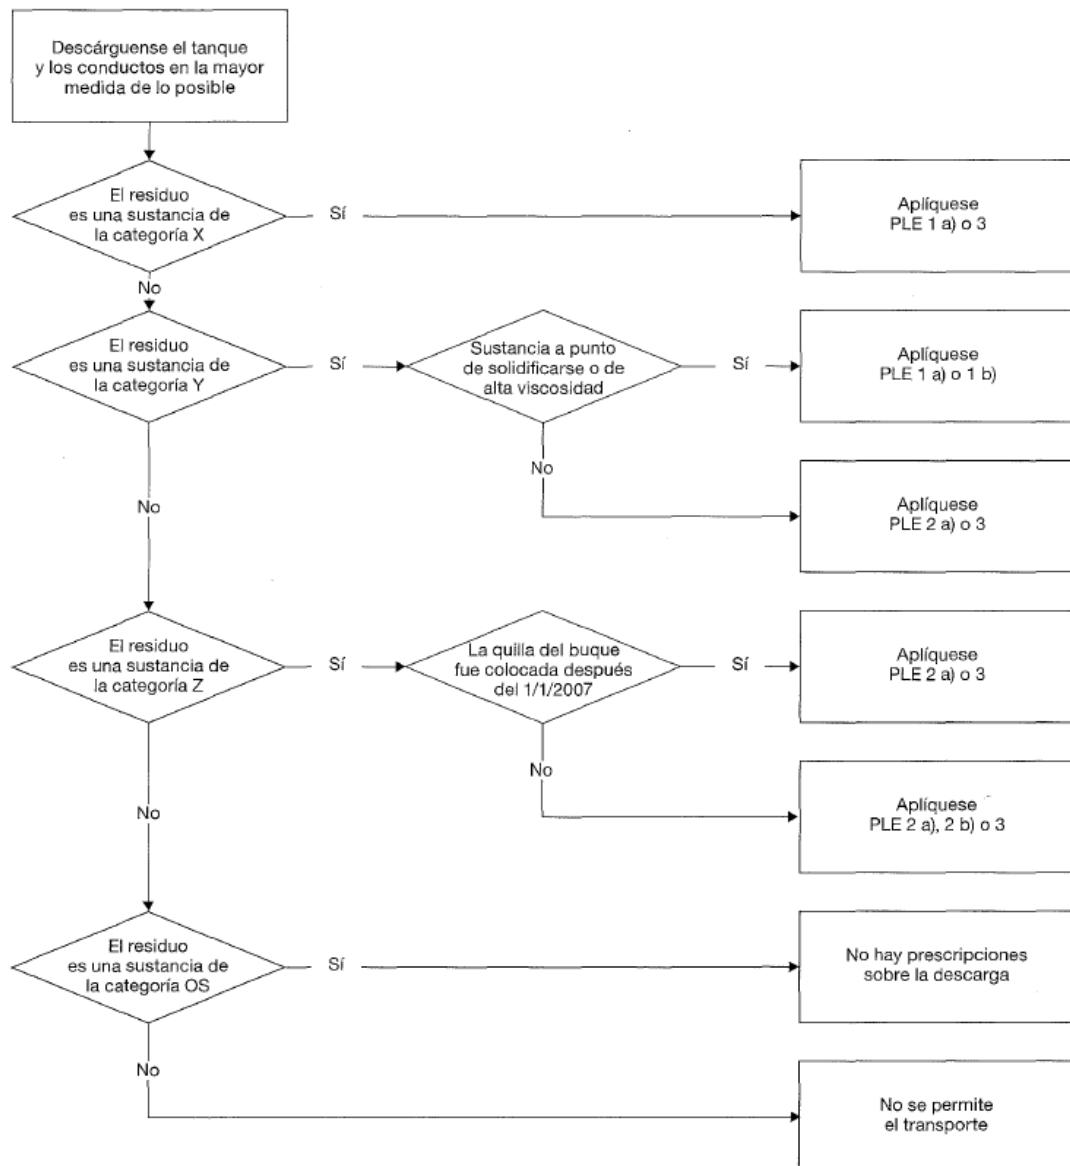 Descárguense el tanque
y los conductos en la mayor
medida de lo posible
El residuo
es una sustancia de
la categoría X
Sí
Aplíquese
PLE 1 a) o 3
No
El residuo
es una sustancia de
la categoría Y
Sí
Sustancia a punto
de solidificarse o de
alta viscosidad
Sí
Aplíquese
PLE 1 a) o 1 b)
No
Aplíquese
PLE 2 a) o 3
No
El residuo
es una sustancia de
la categoría Z
Sí
La quilla del buque
fue colocada después
del 1/1/2007
Sí
Aplíquese
PLE 2 a) o 3
No
Aplíquese
PLE 2 a), 2 b) o 3
No
El residuo
es una sustancia de
la categoría OS
Sí
No hay prescripciones
sobre la descarga
No
No se permite
el transporte